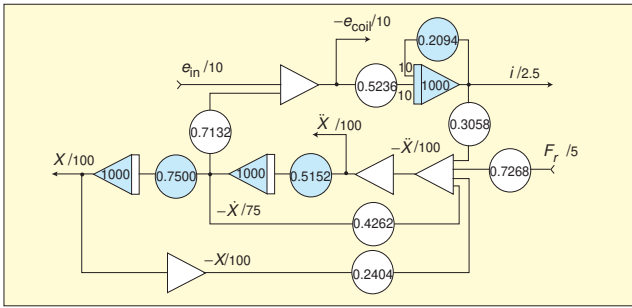 −e_coil/10
0.2094
e_in/10
10
i/2.5
1000
0.5236
10
0.7132
Ẍ /100
0.3058
−Ẍ/100
F_r /5
X/100
1000
0.7500
1000
0.5152
0.7268
−Ẋ/75
0.4262
−X/100
0.2404